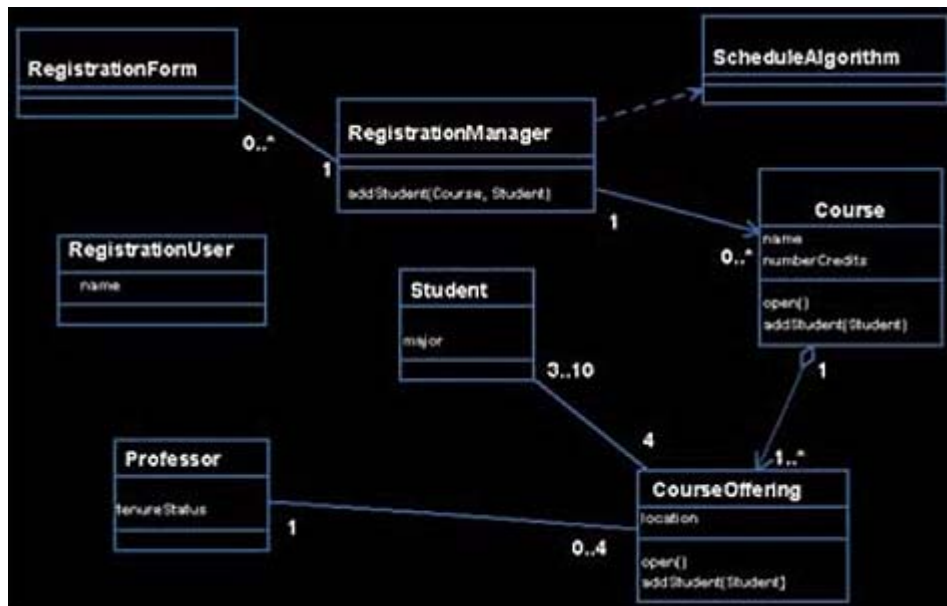 RegistrationForm
ScheduleAlgorithm
RegistrationManager
0..*
1
addStudent(Course, Student)
1
Course
name
numberCredits
0..*
open()
addStudent(Student)
RegistrationUser
name
Student
major
3..10
1
4
1..*
Professor
tenureStatus
1
CourseOffering
location
0..4
open()
addStudent(Student]